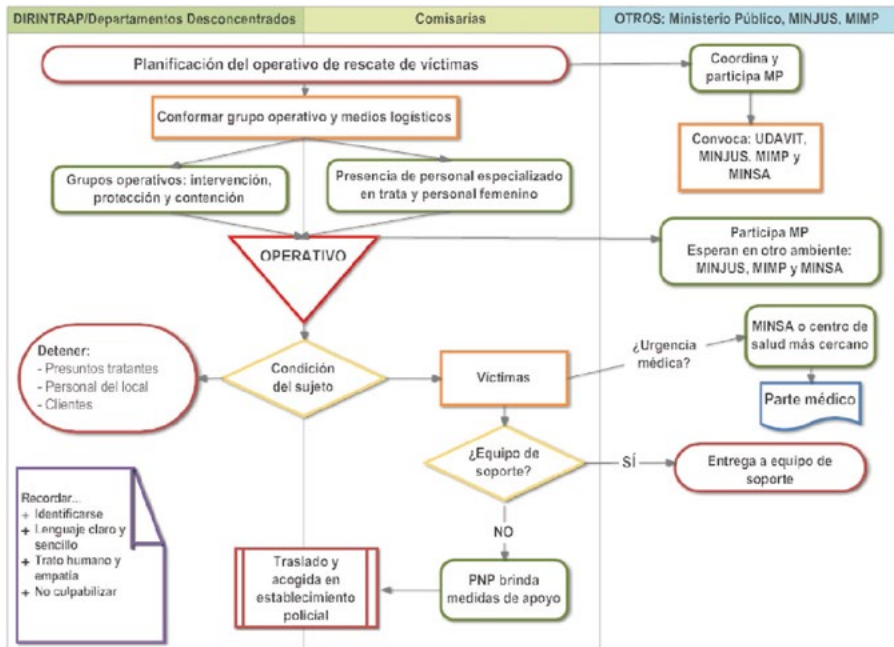 DIRINTRAP/Departamentos Desconcentrados
Comisarias
OTROS: Ministerio Público, MINJUS, MIMP
Planificación del operativo de rescate de víctimas
Coordina y
participa MP
Conformar grupo operativo y medios logísticos
Convoca: UDAVIT,
MINJUS. MIMP y
MINSA
Grupos operativos: intervención,
protección y contención
Presencia de personal especializado
en trata y personal femenino
OPERATIVO
Participa MP
Esperan en otro ambiente:
MINJUS, MIMP y MINSA
Detener:
- Presuntos tratantes
- Personal del local
- Clientes
Condición
del sujeto
Víctimas
¿Urgencia
médica?
MINSA o centro de
salud más cercano
Parte médico
¿Equipo de
soporte?
SÍ
Entrega a equipo de
soporte
NO
Recordar...
+ Identificarse
+ Lenguaje claro y
sencillo
+ Trato humano y
empatía
+ No culpabilizar
Traslado y
acogida en
establecimiento
policial
PNP brinda
medidas de apoyo